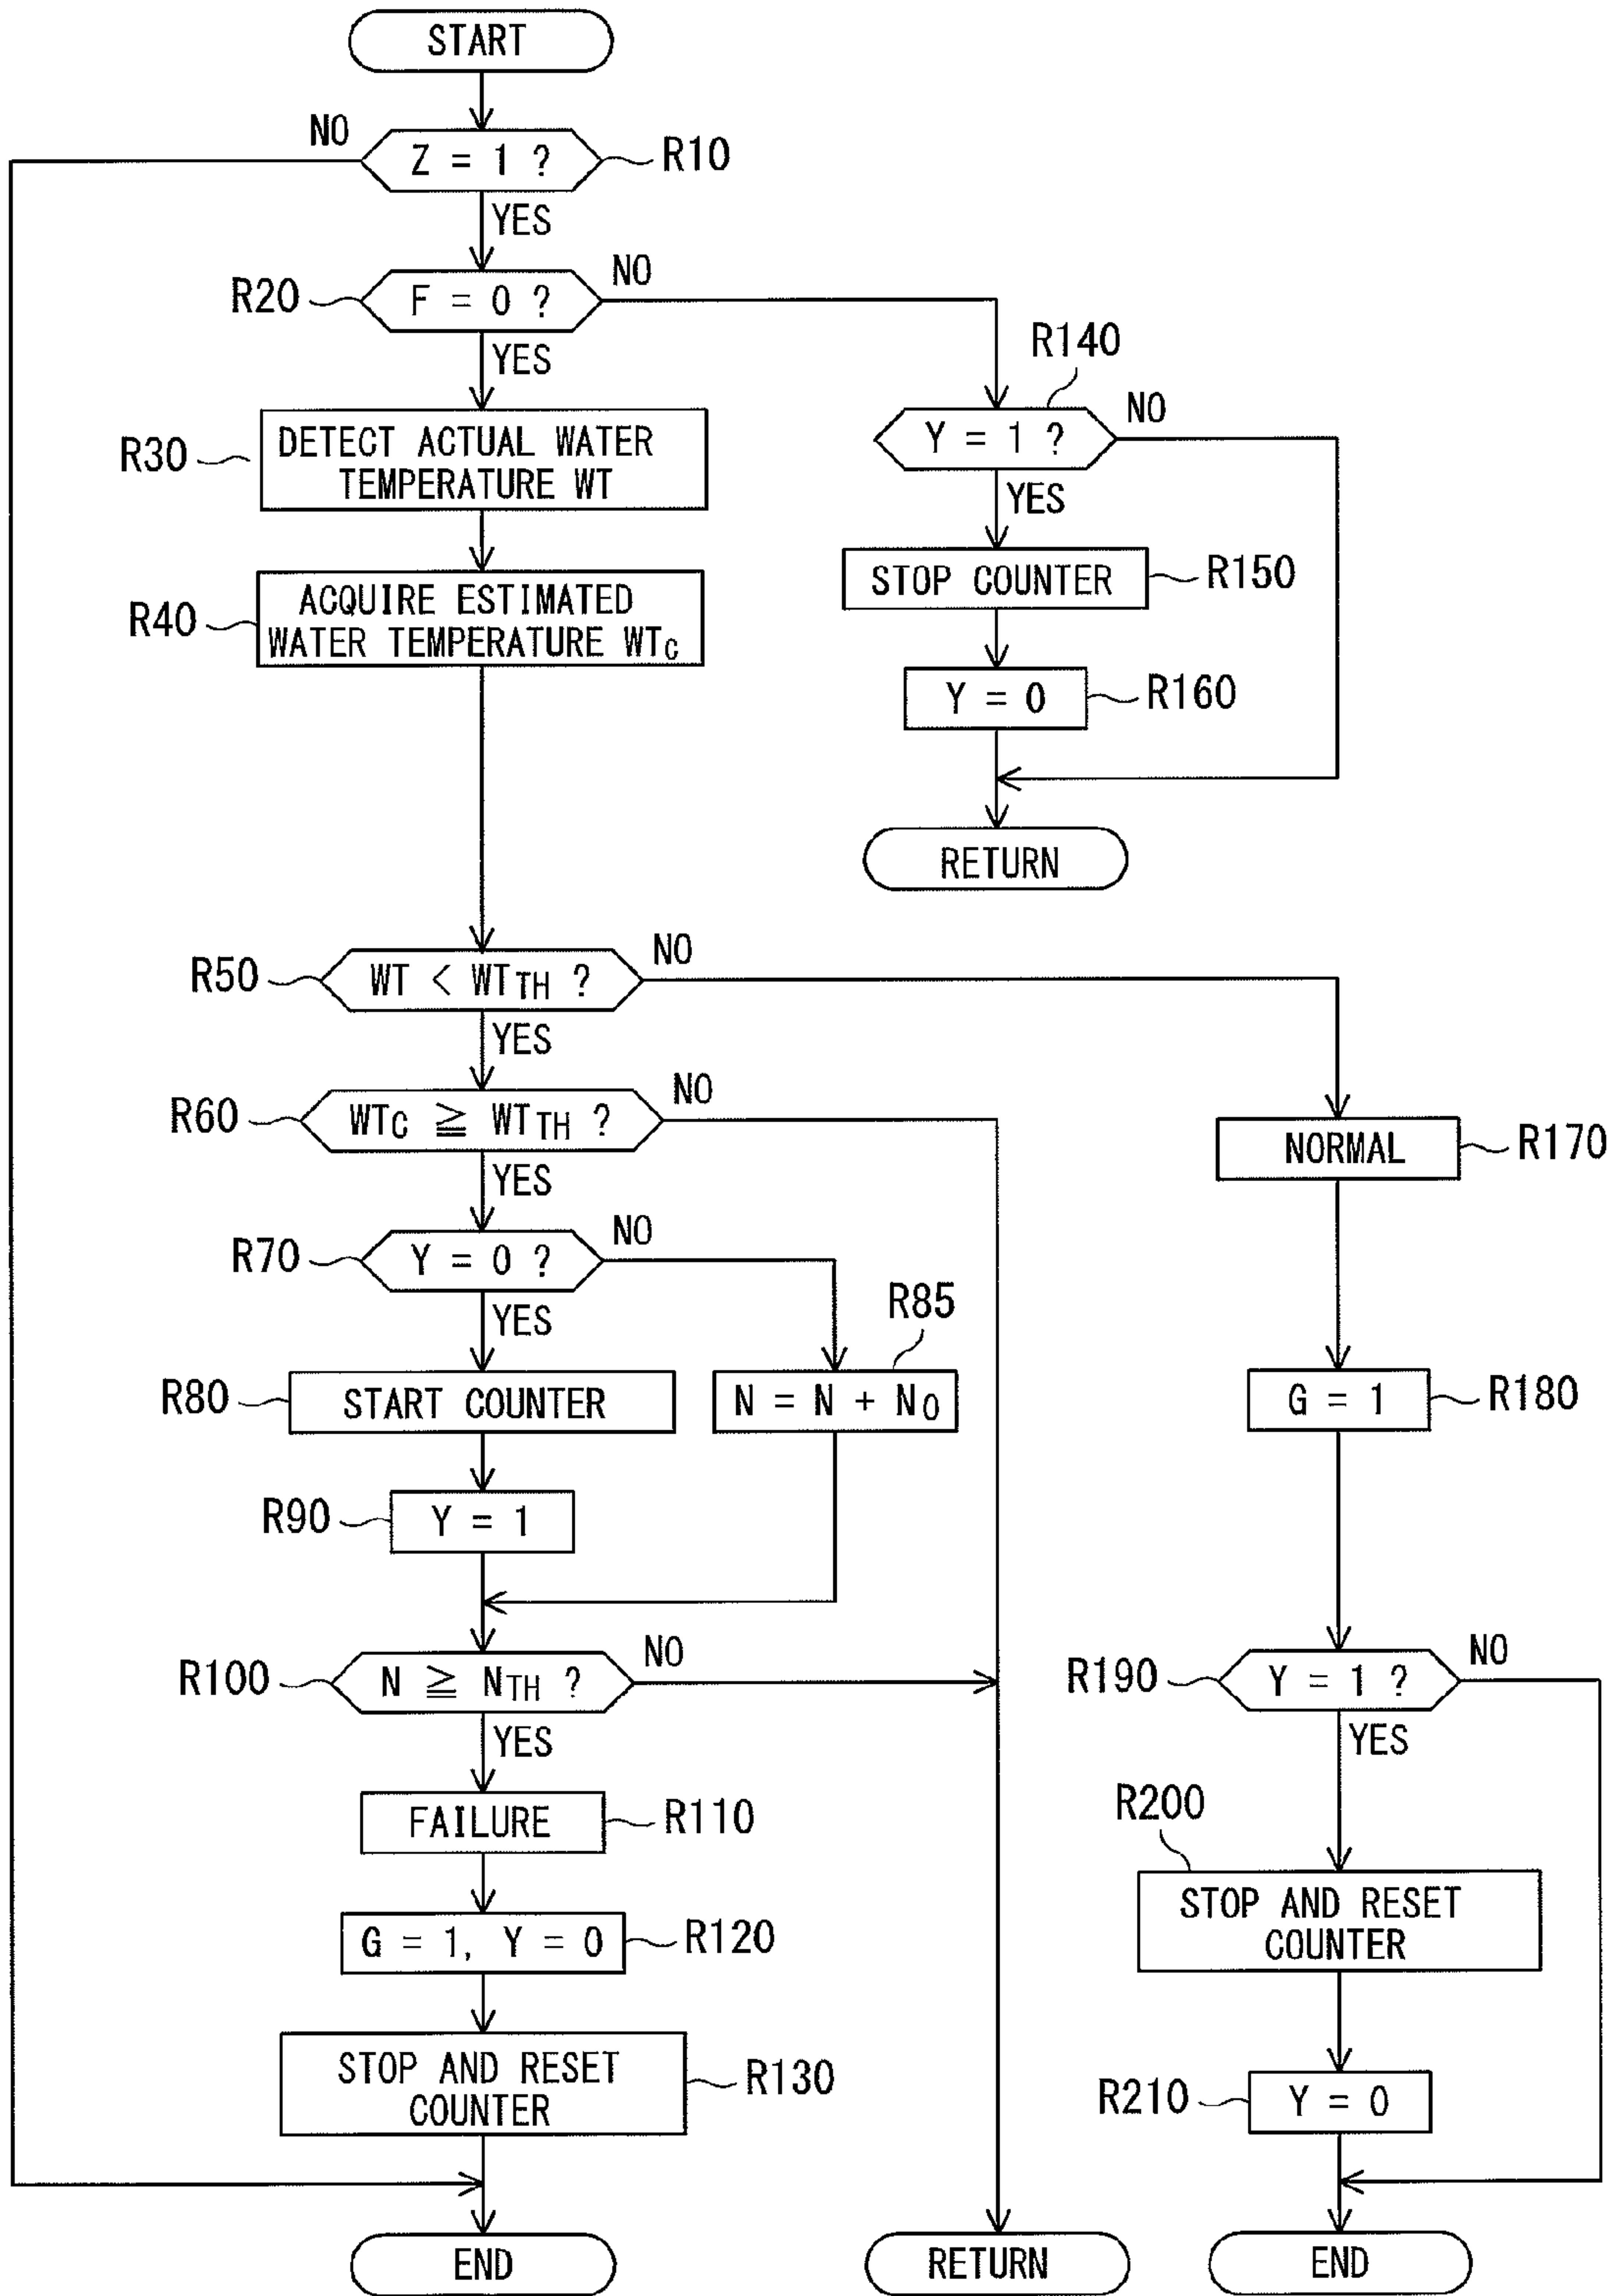 START
NO
Z = 1 ?
R10
YES
R20
F = 0 ?
NO
YES
R140
Y = 1 ?
NO
YES
R30
DETECT ACTUAL WATER
TEMPERATURE WT
STOP COUNTER
R150
R40
ACQUIRE ESTIMATED
WATER TEMPERATURE WTC
Y = 0
R160
RETURN
R50
WT < WTTH ?
NO
YES
R60
WTC ≧ WTTH ?
NO
YES
NORMAL
R170
R70
Y = 0 ?
NO
YES
R85
R80
START COUNTER
N = N + N0
G = 1
R180
R90
Y = 1
R100
N ≧ NTH ?
NO
YES
R190
Y = 1 ?
NO
YES
FAILURE
R110
R200
STOP AND RESET
COUNTER
G = 1, Y = 0
R120
STOP AND RESET
COUNTER
R130
R210
Y = 0
END
RETURN
END